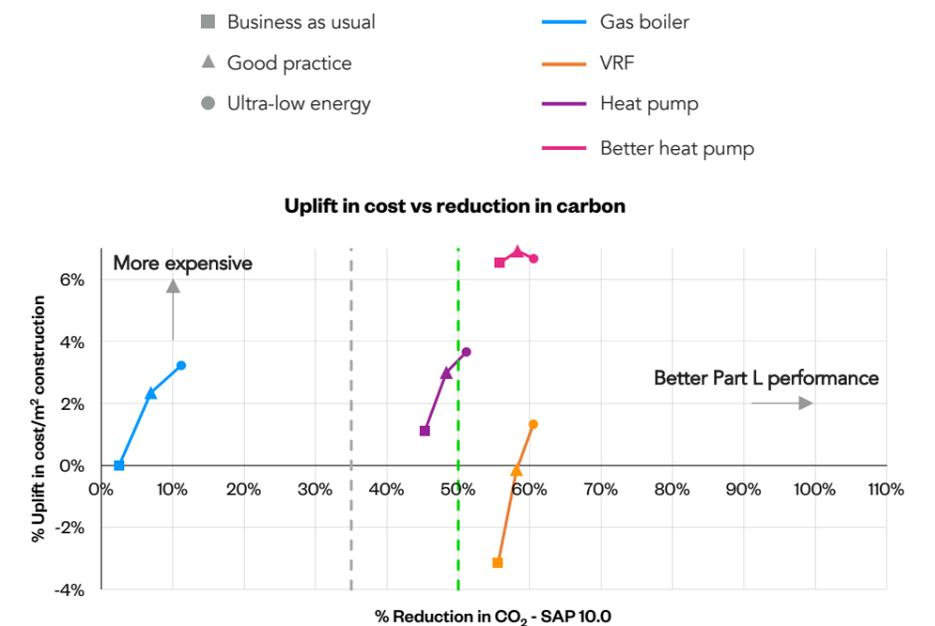 Business as usual
Good practice
Ultra-low energy
Gas boiler
VRF
Heat pump
Better heat pump
Uplift in cost vs reduction in carbon
More expensive
Better Part L performance
% Uplift in cost/m² construction
6%
4%
2%
0%
-2%
-4%
0% 10% 20% 30% 40% 50% 60% 70% 80% 90% 100% 110%
% Reduction in CO₂ - SAP 10.0